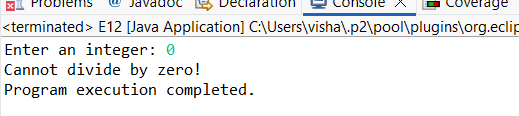 Problems @ Javadoc Declaration Console × Coverage
<terminated> E12 [Java Application] C:\Users\visha\.p2\pool\plugins\org.eclip
Enter an integer: 0
Cannot divide by zero!
Program execution completed.